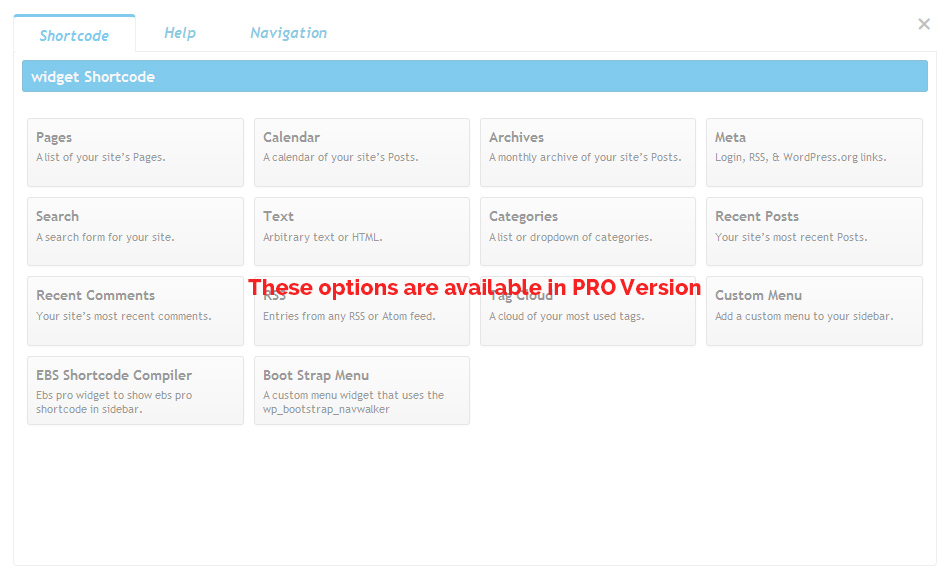 Shortcode
Help
Navigation
×
widget Shortcode
Pages
A list of your site's Pages.
Calendar
A calendar of your site's Posts.
Archives
A monthly archive of your site's Posts.
Meta
Login, RSS, & WordPress.org links.
Search
A search form for your site.
Text
Arbitrary text or HTML.
Categories
A list or dropdown of categories.
Recent Posts
Your site's most recent Posts.
These options are available in PRO Version
Recent Comments
Your site's most recent comments.
RSS
Entries from any RSS or Atom feed.
Tag Cloud
A cloud of your most used tags.
Custom Menu
Add a custom menu to your sidebar.
EBS Shortcode Compiler
Ebs pro widget to show ebs pro
shortcode in sidebar.
Boot Strap Menu
A custom menu widget that uses the
wp_bootstrap_navwalker